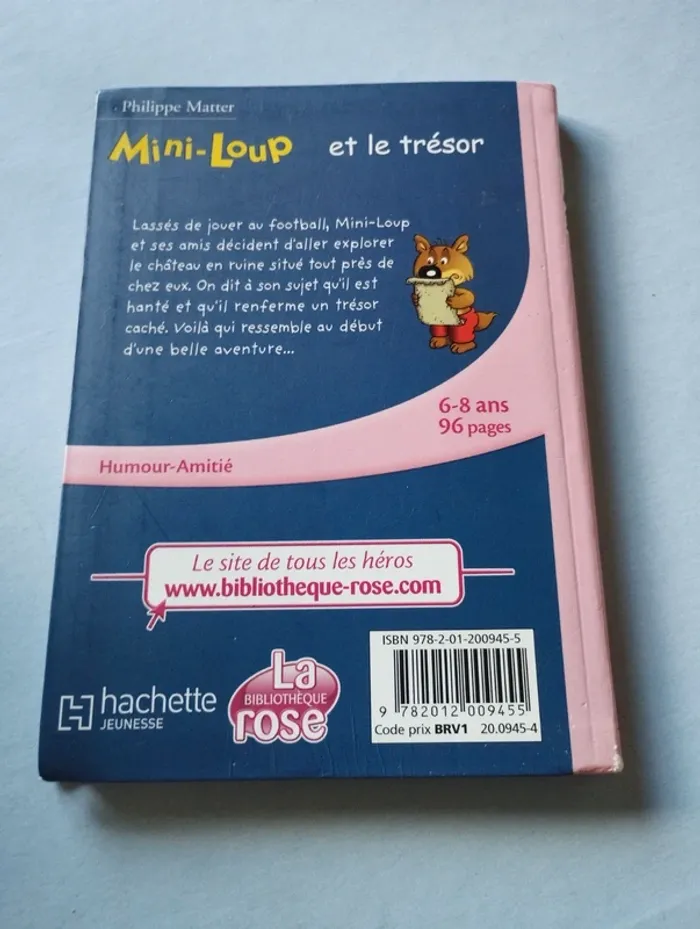 Philippe Matter
Mini-Loup et le trésor
Lassés de jouer au football, Mini-Loup
et ses amis décident d'aller explorer
le château en ruine situé tout près de
chez eux. On dit à son sujet qu'il est
hanté et qu'il renferme un trésor
caché. Voilà qui ressemble au début
d'une belle aventure...
6-8 ans
96 pages
Humour-Amitié
Le site de tous les héros
www.bibliotheque-rose.com
hachette
JEUNESSE
La
BIBLIOTHÈQUE
rose
ISBN 978-2-01-200945-5
9 782012 009455
Code prix BRV1 20.0945-4